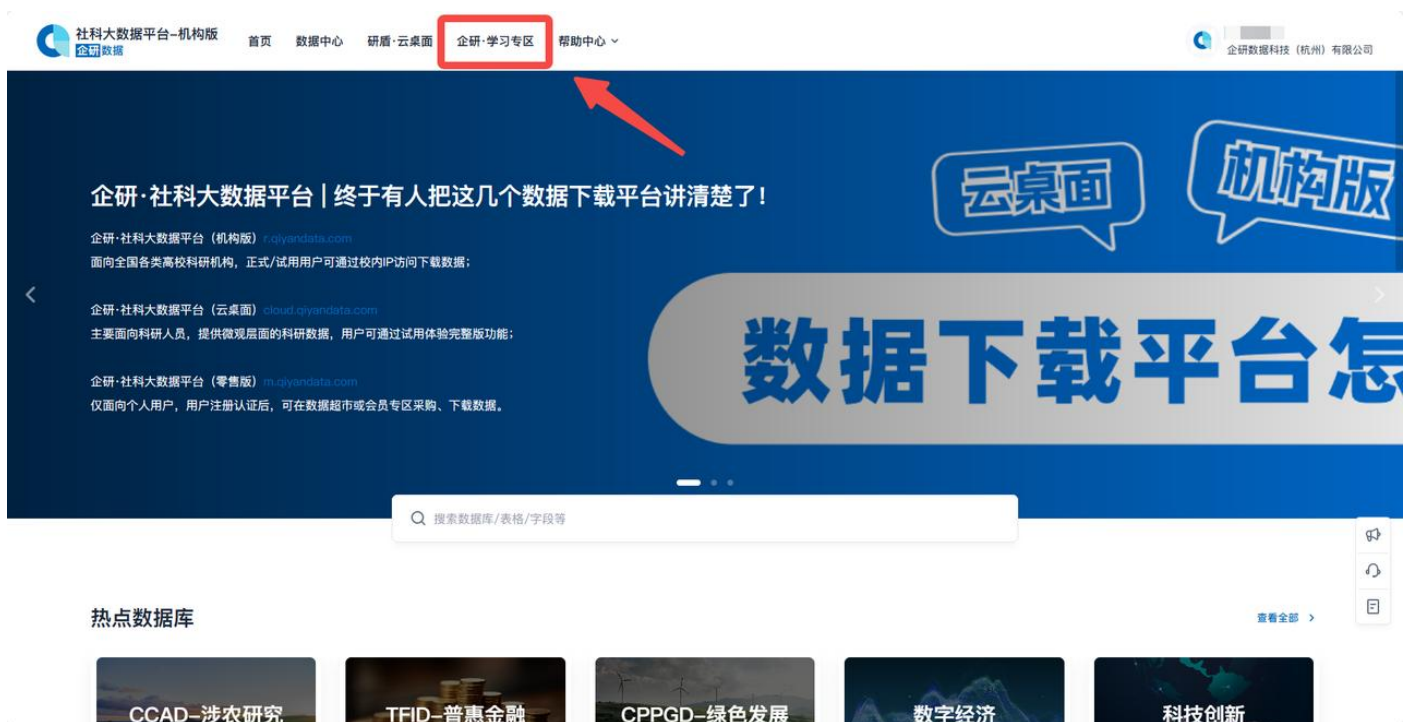 社科大数据平台-机构版
企研数据
首页 数据中心 研盾·云桌面 企研·学习专区 帮助中心
企研数据科技（杭州）有限公司
企研·社科大数据平台 | 终于有人把这几个数据下载平台讲清楚了！
企研·社科大数据平台（机构版）r.qiyandata.com
面向全国各类高校科研机构，正式/试用用户可通过校内IP访问下载数据；
企研·社科大数据平台（云桌面）cloud.qiyandata.com
主要面向科研人员，提供微观层面的科研数据，用户可通过试用体验完整版功能；
企研·社科大数据平台（零售版）m.qiyandata.com
仅面向个人用户，用户注册认证后，可在数据超市或会员专区采购、下载数据。
云桌面
机构版
数据下载平台怎
搜索数据库/表格/字段等
热点数据库
查看全部
CCAD-涉农研究
TFID-普惠金融
CPPGD-绿色发展
数字经济
科技创新